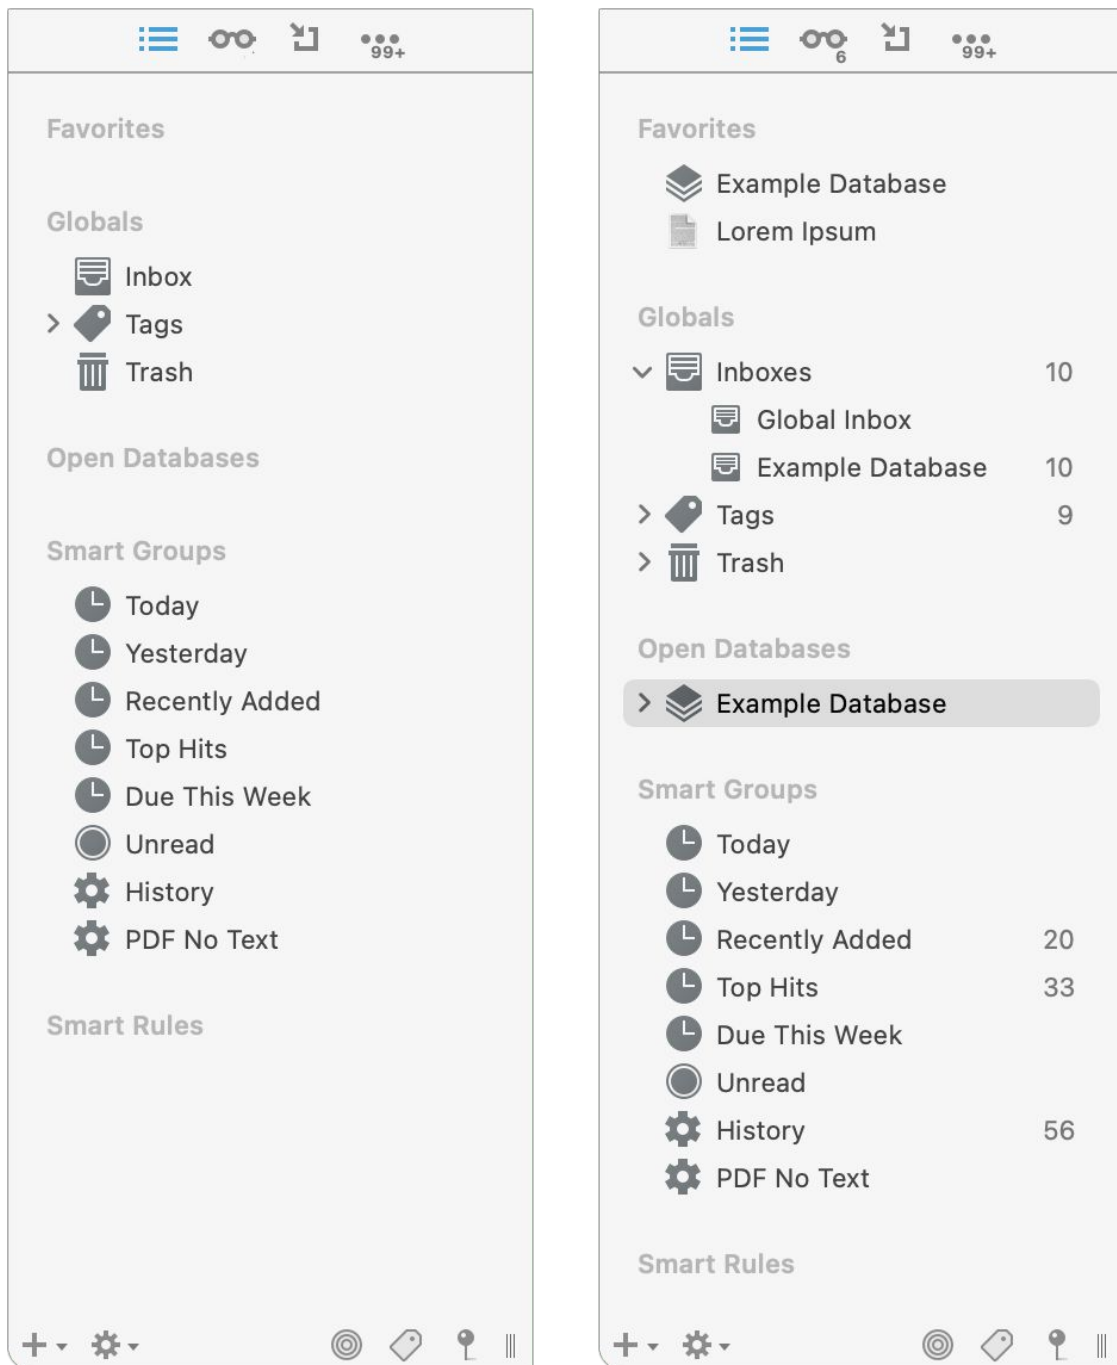 99+
Favorites
Globals
Inbox
Tags
Trash
Open Databases
Smart Groups
Today
Yesterday
Recently Added
Top Hits
Due This Week
Unread
History
PDF No Text
Smart Rules
6
99+
Favorites
Example Database
Lorem Ipsum
Globals
Inboxes 10
Global Inbox
Example Database 10
Tags 9
Trash
Open Databases
Example Database
Smart Groups
Today
Yesterday
Recently Added 20
Top Hits 33
Due This Week
Unread
History 56
PDF No Text
Smart Rules